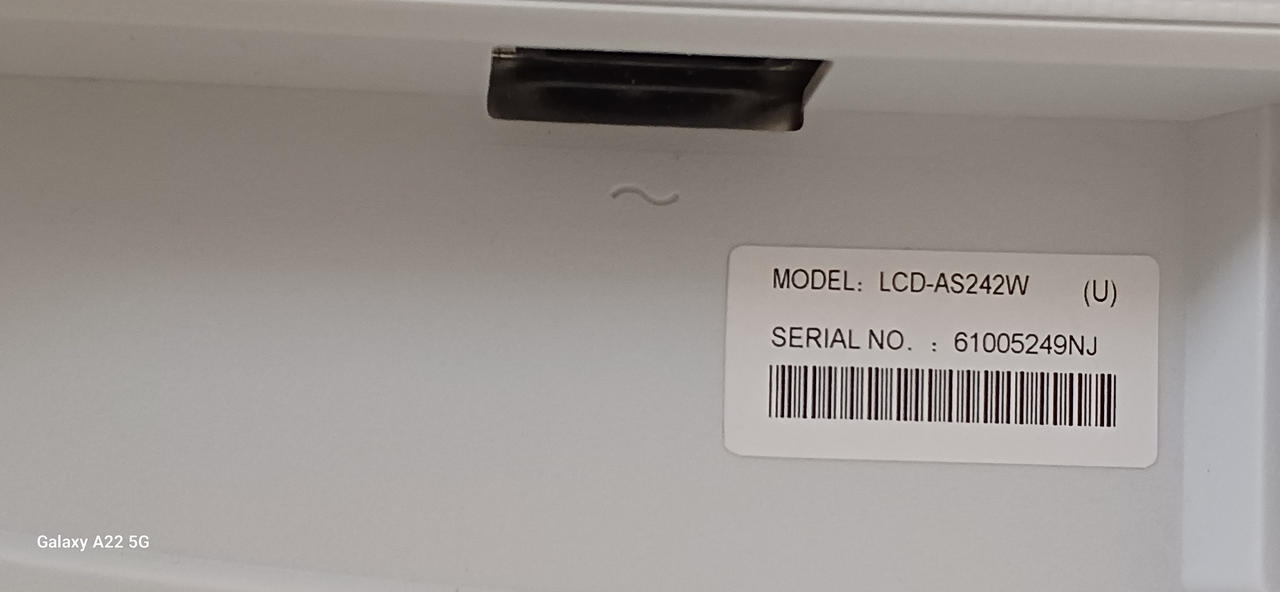 MODEL: LCD-AS242W (U)
SERIAL NO. : 61005249NJ
Galaxy A22 5G